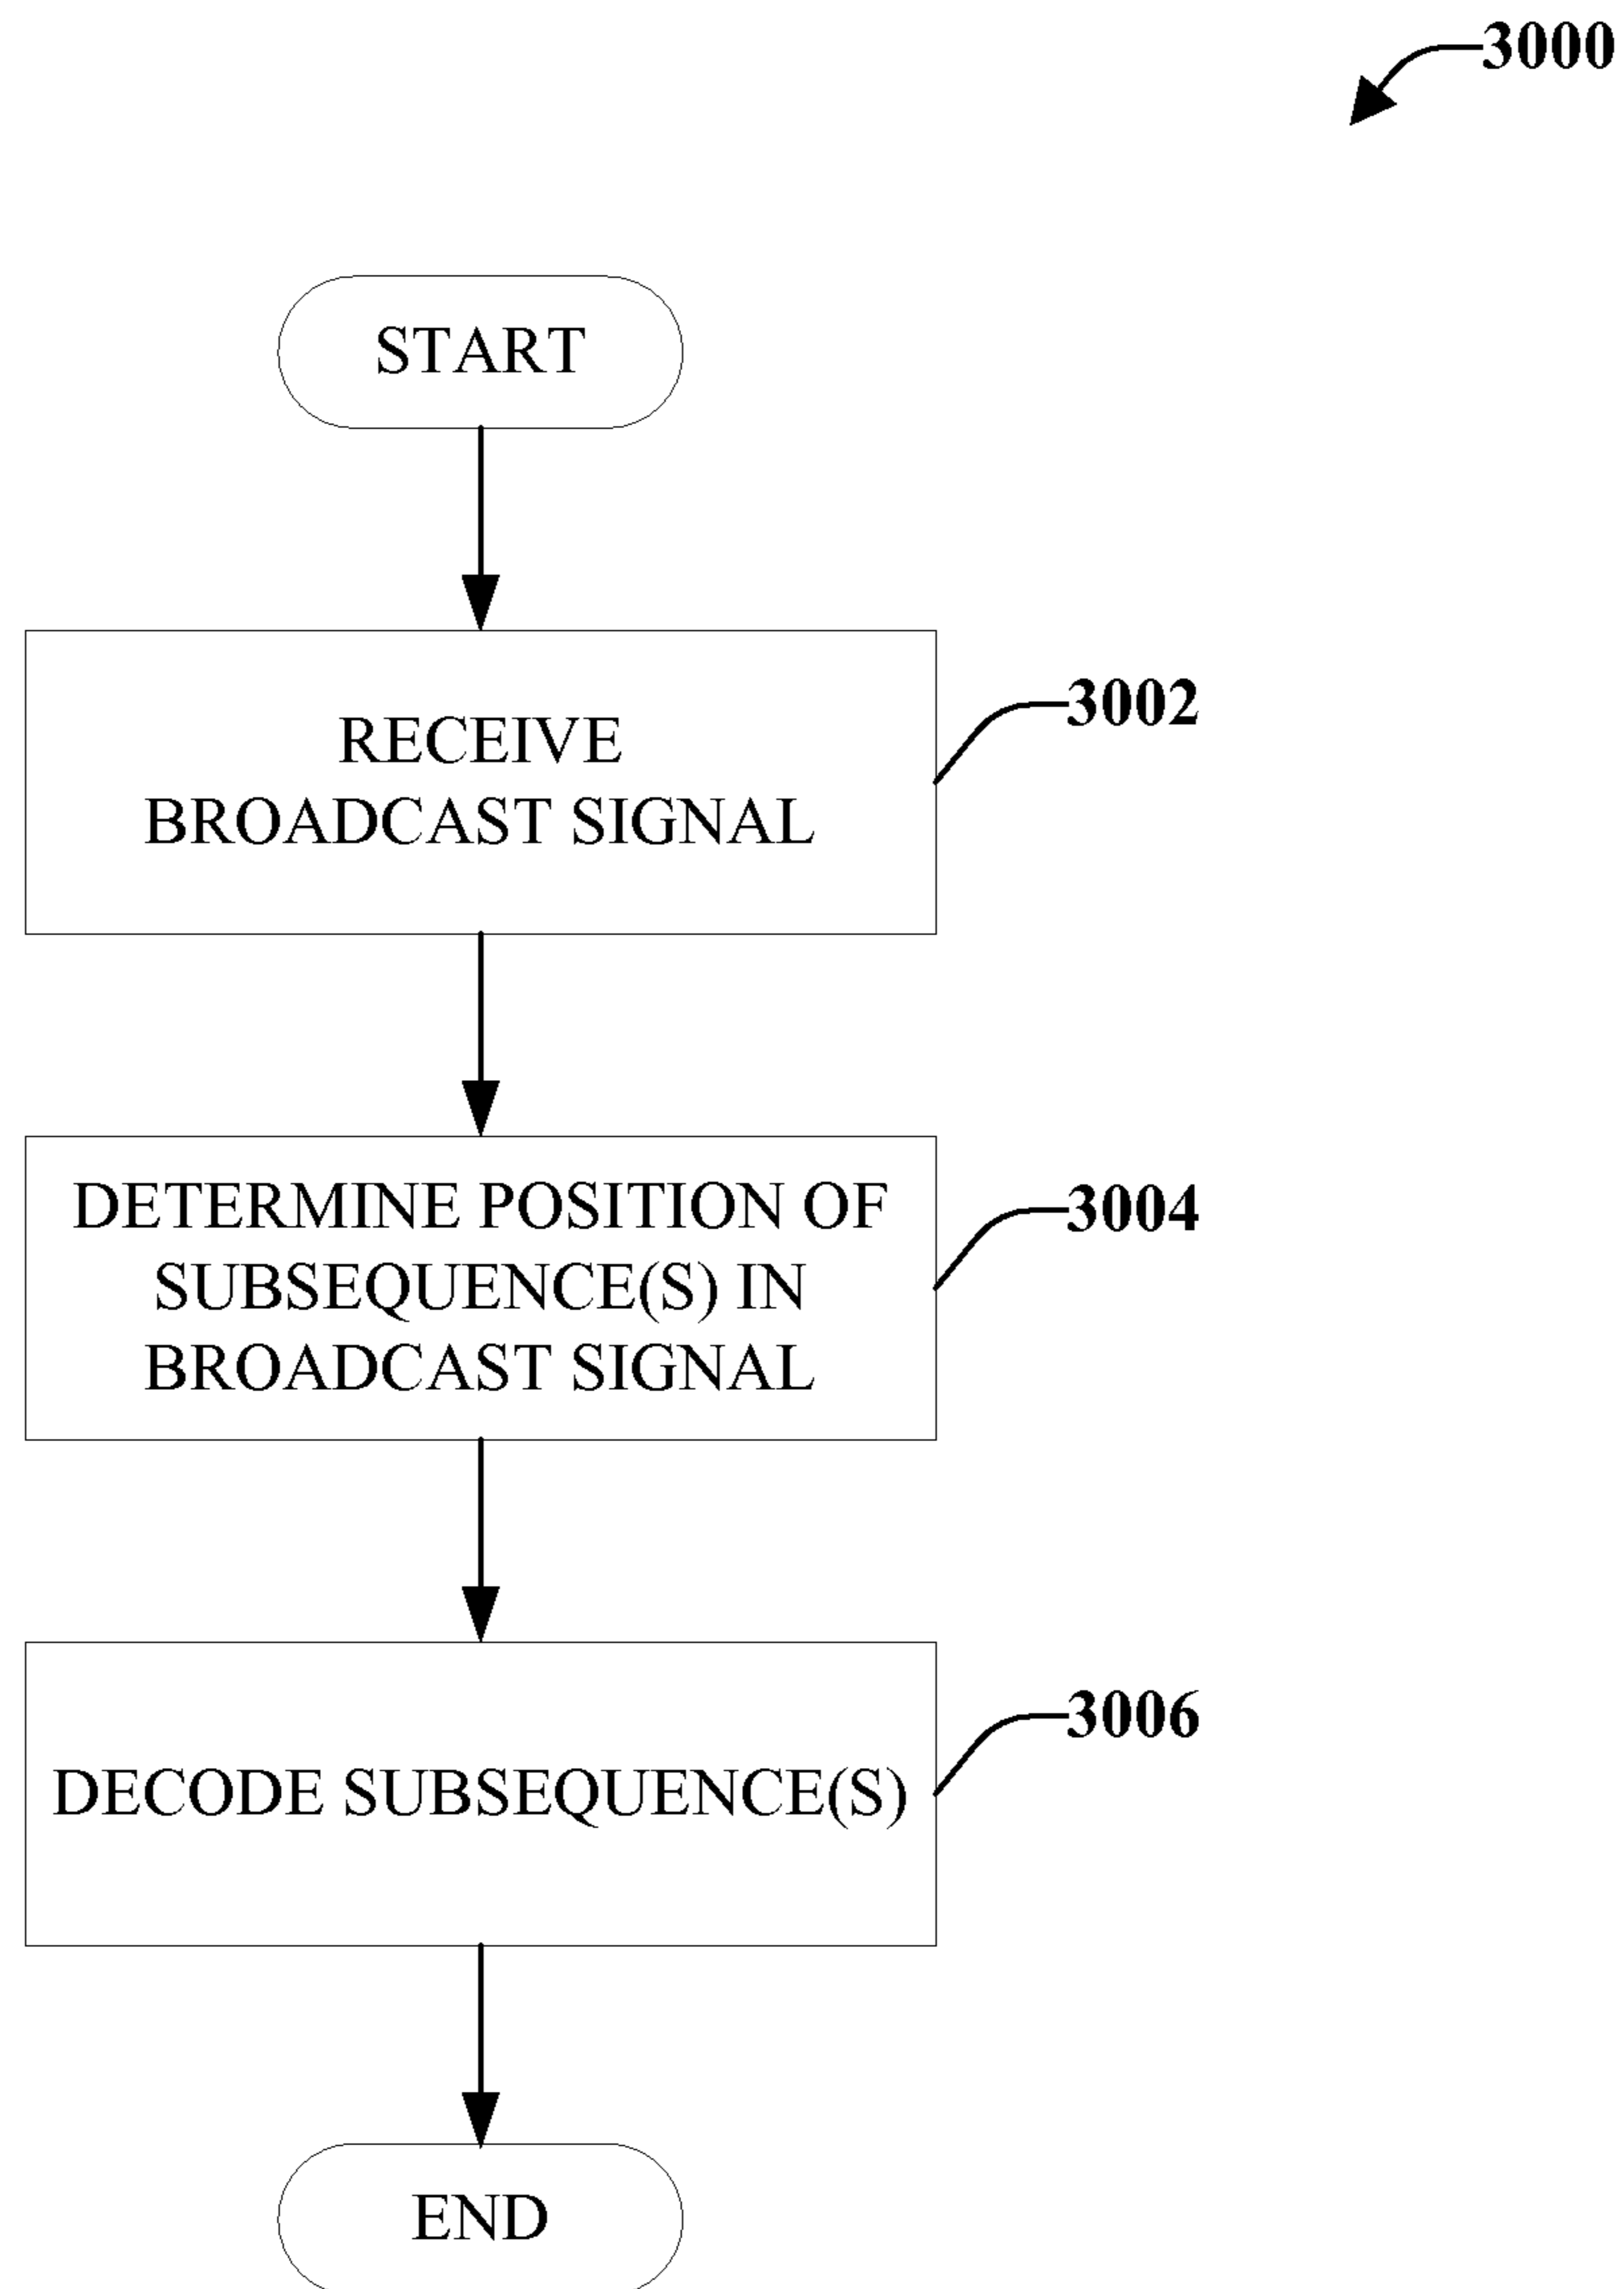 3000
START
RECEIVE
BROADCAST SIGNAL
3002
DETERMINE POSITION OF
SUBSEQUENCE(S) IN
BROADCAST SIGNAL
3004
DECODE SUBSEQUENCE(S)
3006
END